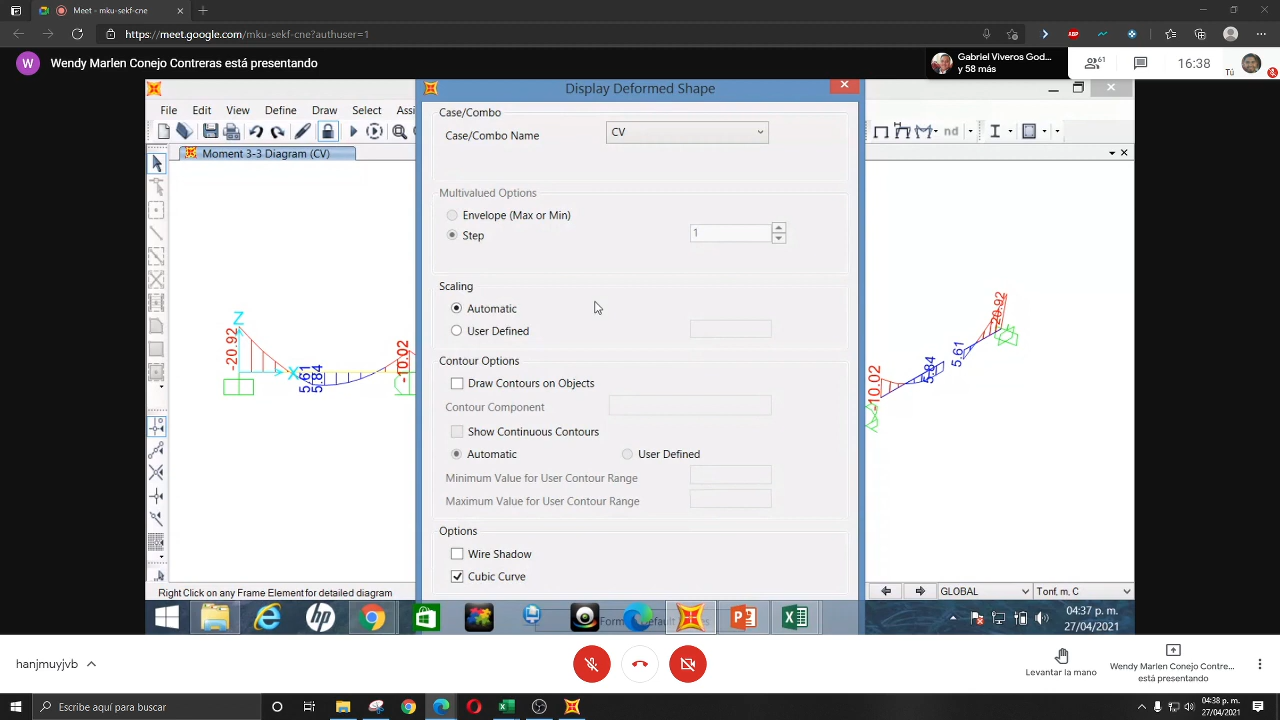 Meet - mku-sekf-cne
https://meet.google.com/mku-sekf-cne?authuser=1
ABP
W
Wendy Marlen Conejo Contreras está presentando
Gabriel Viveros God...
y 58 más
61
16:38
Tú
Display Deformed Shape
File Edit View Define Draw Select Assi
nd
Moment 3-3 Diagram (CV)
Case/Combo
Case/Combo Name
CV
Multivalued Options
Envelope (Max or Min)
Step
1
Scaling
Automatic
User Defined
Contour Options
Draw Contours on Objects
Contour Component
Show Continuous Contours
Automatic
User Defined
Minimum Value for User Contour Range
Maximum Value for User Contour Range
Options
Wire Shadow
Cubic Curve
Z
X
-20.92
5.61
5.84
-10.02
-10.02
5.84
5.61
-20.92
Right Click on any Frame Element for detailed diagram
GLOBAL
Tonf, m, C
04:37 p. m.
27/04/2021
hanjmuyjvb
Levantar la mano
Wendy Marlen Conejo Contre...
está presentando
Escribe aquí para buscar
04:38 p. m.
27/04/2021